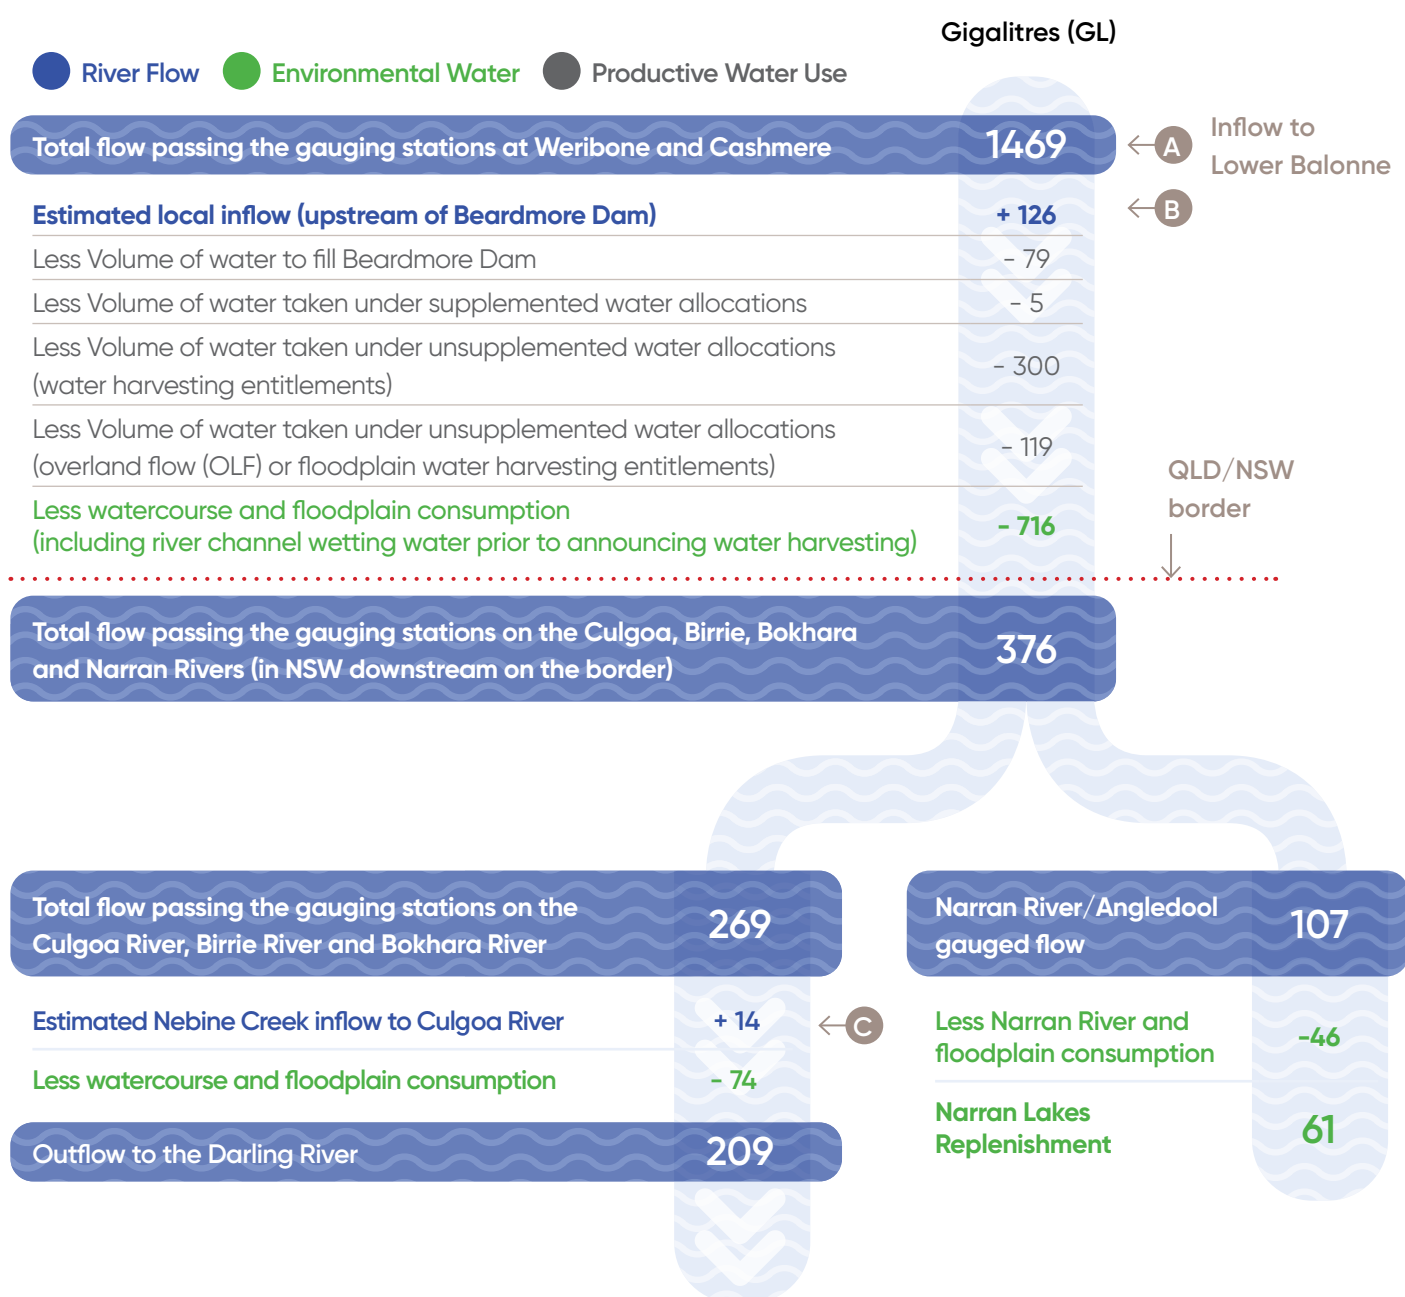 Gigalitres (GL)
River Flow
Environmental Water
Productive Water Use
Total flow passing the gauging stations at Weribone and Cashmere
1469
A
Inflow to
Lower Balonne
Estimated local inflow (upstream of Beardmore Dam)
+ 126
B
Less Volume of water to fill Beardmore Dam
- 79
Less Volume of water taken under supplemented water allocations
- 5
Less Volume of water taken under unsupplemented water allocations
(water harvesting entitlements)
- 300
Less Volume of water taken under unsupplemented water allocations
(overland flow (OLF) or floodplain water harvesting entitlements)
- 119
QLD/NSW
border
Less watercourse and floodplain consumption
(including river channel wetting water prior to announcing water harvesting)
- 716
Total flow passing the gauging stations on the Culgoa, Birrie, Bokhara
and Narran Rivers (in NSW downstream on the border)
376
Total flow passing the gauging stations on the
Culgoa River, Birrie River and Bokhara River
269
Estimated Nebine Creek inflow to Culgoa River
+ 14
C
Less watercourse and floodplain consumption
- 74
Outflow to the Darling River
209
Narran River/Angledool
gauged flow
107
Less Narran River and
floodplain consumption
-46
Narran Lakes
Replenishment
61